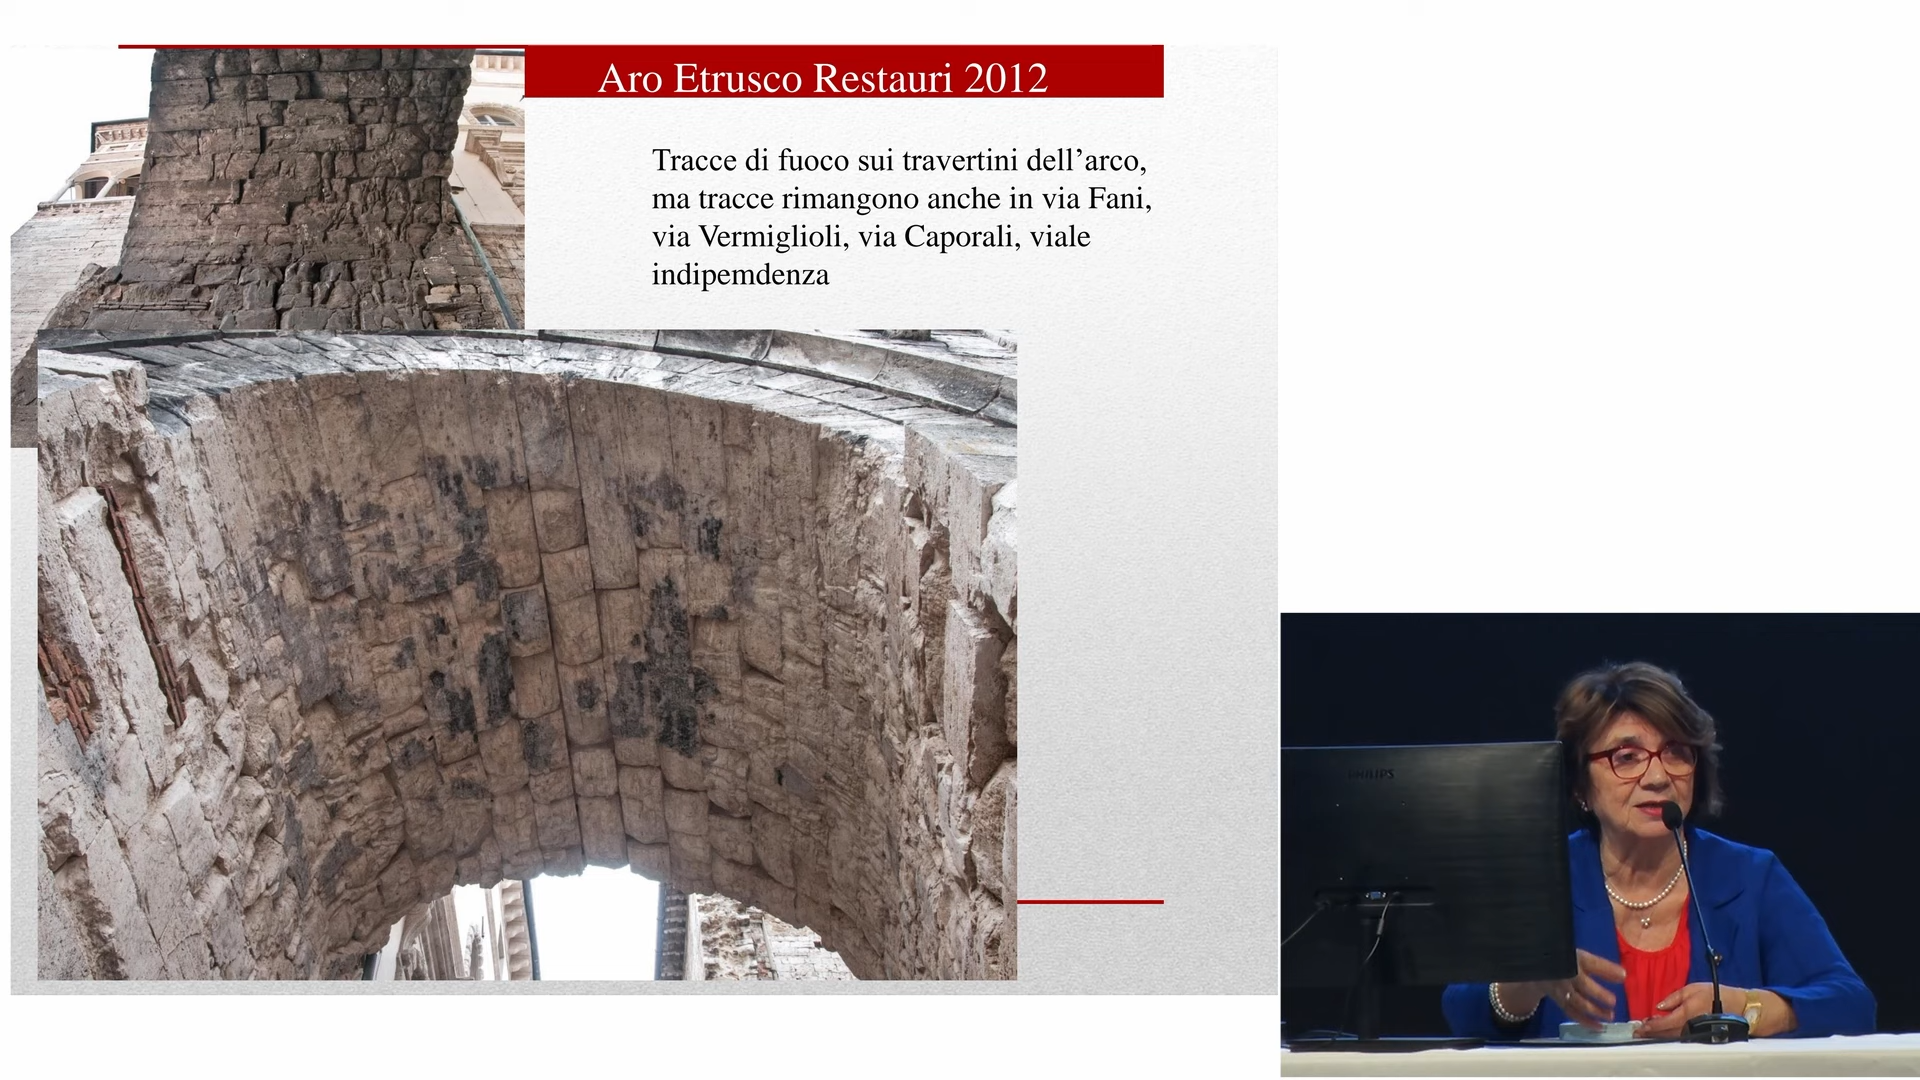 Aro Etrusco Restauri 2012
Tracce di fuoco sui travertini dell’arco,
ma tracce rimangono anche in via Fani,
via Vermiglioli, via Caporali, viale
indipemdenza
PHILIPS